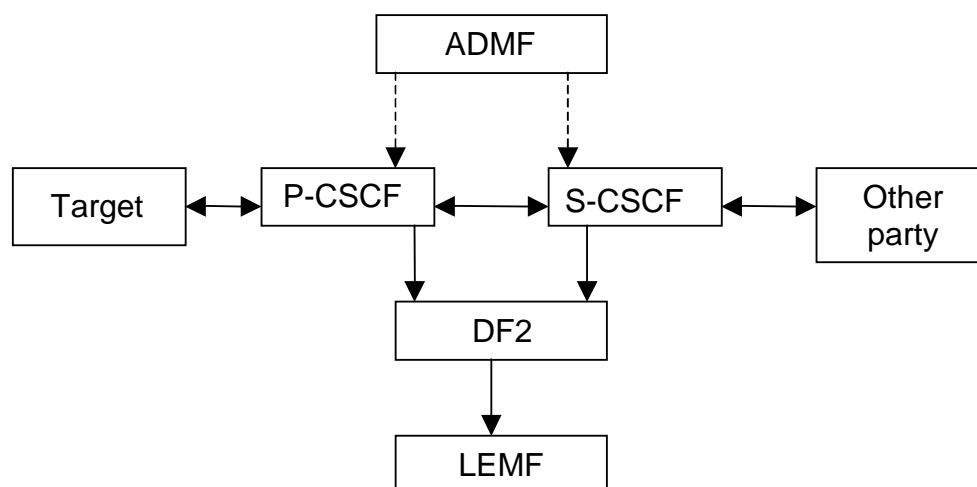 ADMF
Target
P-CSCF
S-CSCF
Other
party
DF2
LEMF